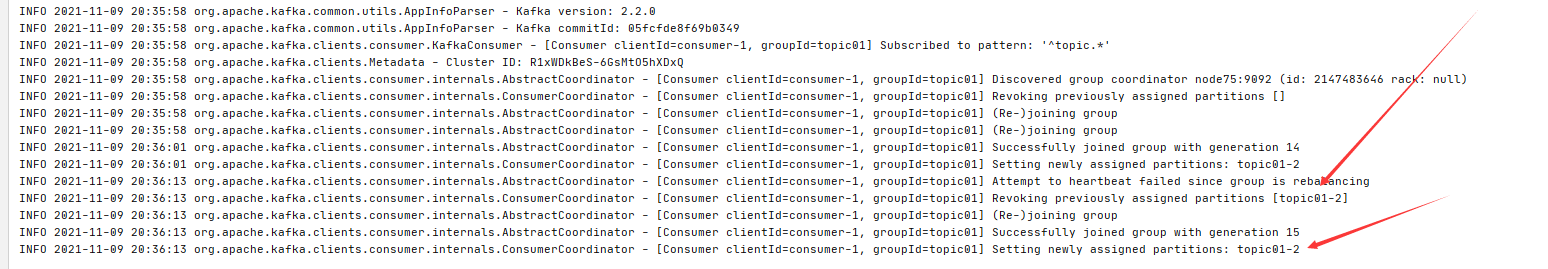 INFO 2021-11-09 20:35:58 org.apache.kafka.common.utils.AppInfoParser - Kafka version: 2.2.0
INFO 2021-11-09 20:35:58 org.apache.kafka.common.utils.AppInfoParser - Kafka commitId: 05fcfde8f69b0349
INFO 2021-11-09 20:35:58 org.apache.kafka.clients.consumer.KafkaConsumer - [Consumer clientId=consumer-1, groupId=topic01] Subscribed to pattern: '^topic.*'
INFO 2021-11-09 20:35:58 org.apache.kafka.clients.Metadata - Cluster ID: R1xWDkBeS-6GsMtO5hXDxQ
INFO 2021-11-09 20:35:58 org.apache.kafka.clients.consumer.internals.AbstractCoordinator - [Consumer clientId=consumer-1, groupId=topic01] Discovered group coordinator node75:9092 (id: 2147483646 rack: null)
INFO 2021-11-09 20:35:58 org.apache.kafka.clients.consumer.internals.ConsumerCoordinator - [Consumer clientId=consumer-1, groupId=topic01] Revoking previously assigned partitions []
INFO 2021-11-09 20:35:58 org.apache.kafka.clients.consumer.internals.AbstractCoordinator - [Consumer clientId=consumer-1, groupId=topic01] (Re-)joining group
INFO 2021-11-09 20:35:58 org.apache.kafka.clients.consumer.internals.AbstractCoordinator - [Consumer clientId=consumer-1, groupId=topic01] (Re-)joining group
INFO 2021-11-09 20:36:01 org.apache.kafka.clients.consumer.internals.AbstractCoordinator - [Consumer clientId=consumer-1, groupId=topic01] Successfully joined group with generation 14
INFO 2021-11-09 20:36:01 org.apache.kafka.clients.consumer.internals.ConsumerCoordinator - [Consumer clientId=consumer-1, groupId=topic01] Setting newly assigned partitions: topic01-2
INFO 2021-11-09 20:36:13 org.apache.kafka.clients.consumer.internals.AbstractCoordinator - [Consumer clientId=consumer-1, groupId=topic01] Attempt to heartbeat failed since group is rebalancing
INFO 2021-11-09 20:36:13 org.apache.kafka.clients.consumer.internals.ConsumerCoordinator - [Consumer clientId=consumer-1, groupId=topic01] Revoking previously assigned partitions [topic01-2]
INFO 2021-11-09 20:36:13 org.apache.kafka.clients.consumer.internals.AbstractCoordinator - [Consumer clientId=consumer-1, groupId=topic01] (Re-)joining group
INFO 2021-11-09 20:36:13 org.apache.kafka.clients.consumer.internals.AbstractCoordinator - [Consumer clientId=consumer-1, groupId=topic01] Successfully joined group with generation 15
INFO 2021-11-09 20:36:13 org.apache.kafka.clients.consumer.internals.ConsumerCoordinator - [Consumer clientId=consumer-1, groupId=topic01] Setting newly assigned partitions: topic01-2